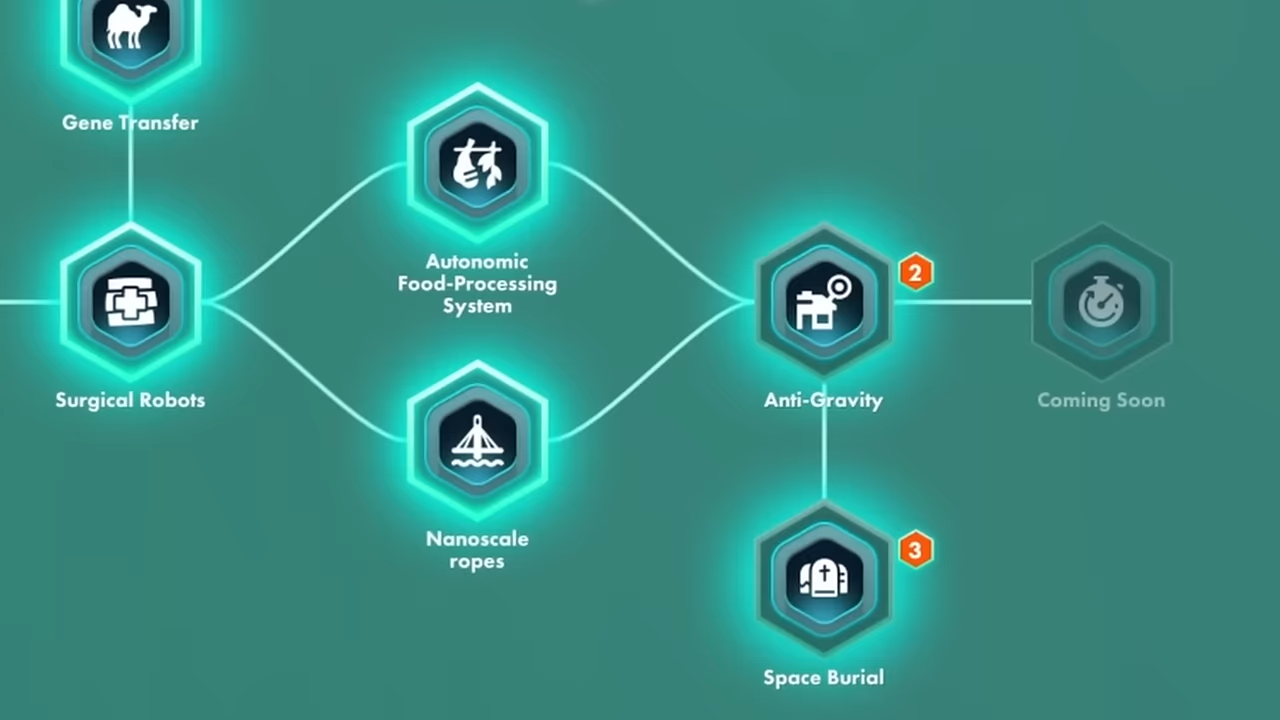 Gene Transfer
Autonomic
Food-Processing
System
2
Surgical Robots
Anti-Gravity
Coming Soon
Nanoscale
ropes
3
Space Burial